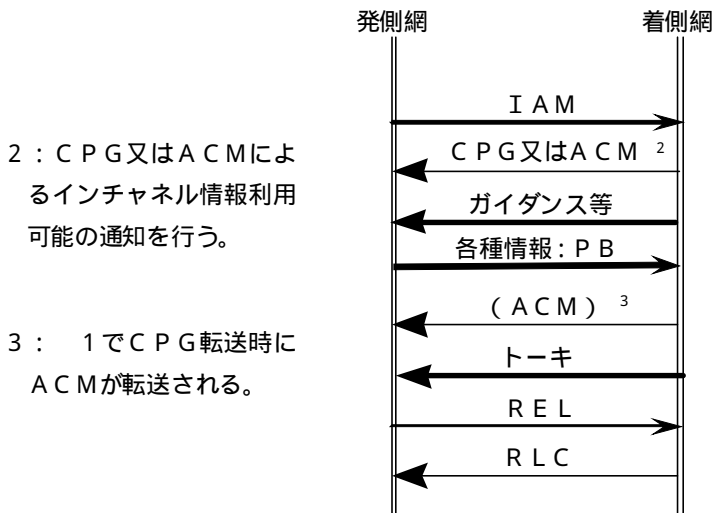 発側網 着側網
ＩＡＭ
ＣＰＧ又はＡＣＭ 2
ガイダンス等
各種情報：ＰＢ
（ＡＣＭ） 3
トーキ
ＲＥＬ
ＲＬＣ
2：ＣＰＧ又はＡＣＭによ
るインチャネル情報利用
可能の通知を行う。
3： 1でＣＰＧ転送時に
ＡＣＭが転送される。